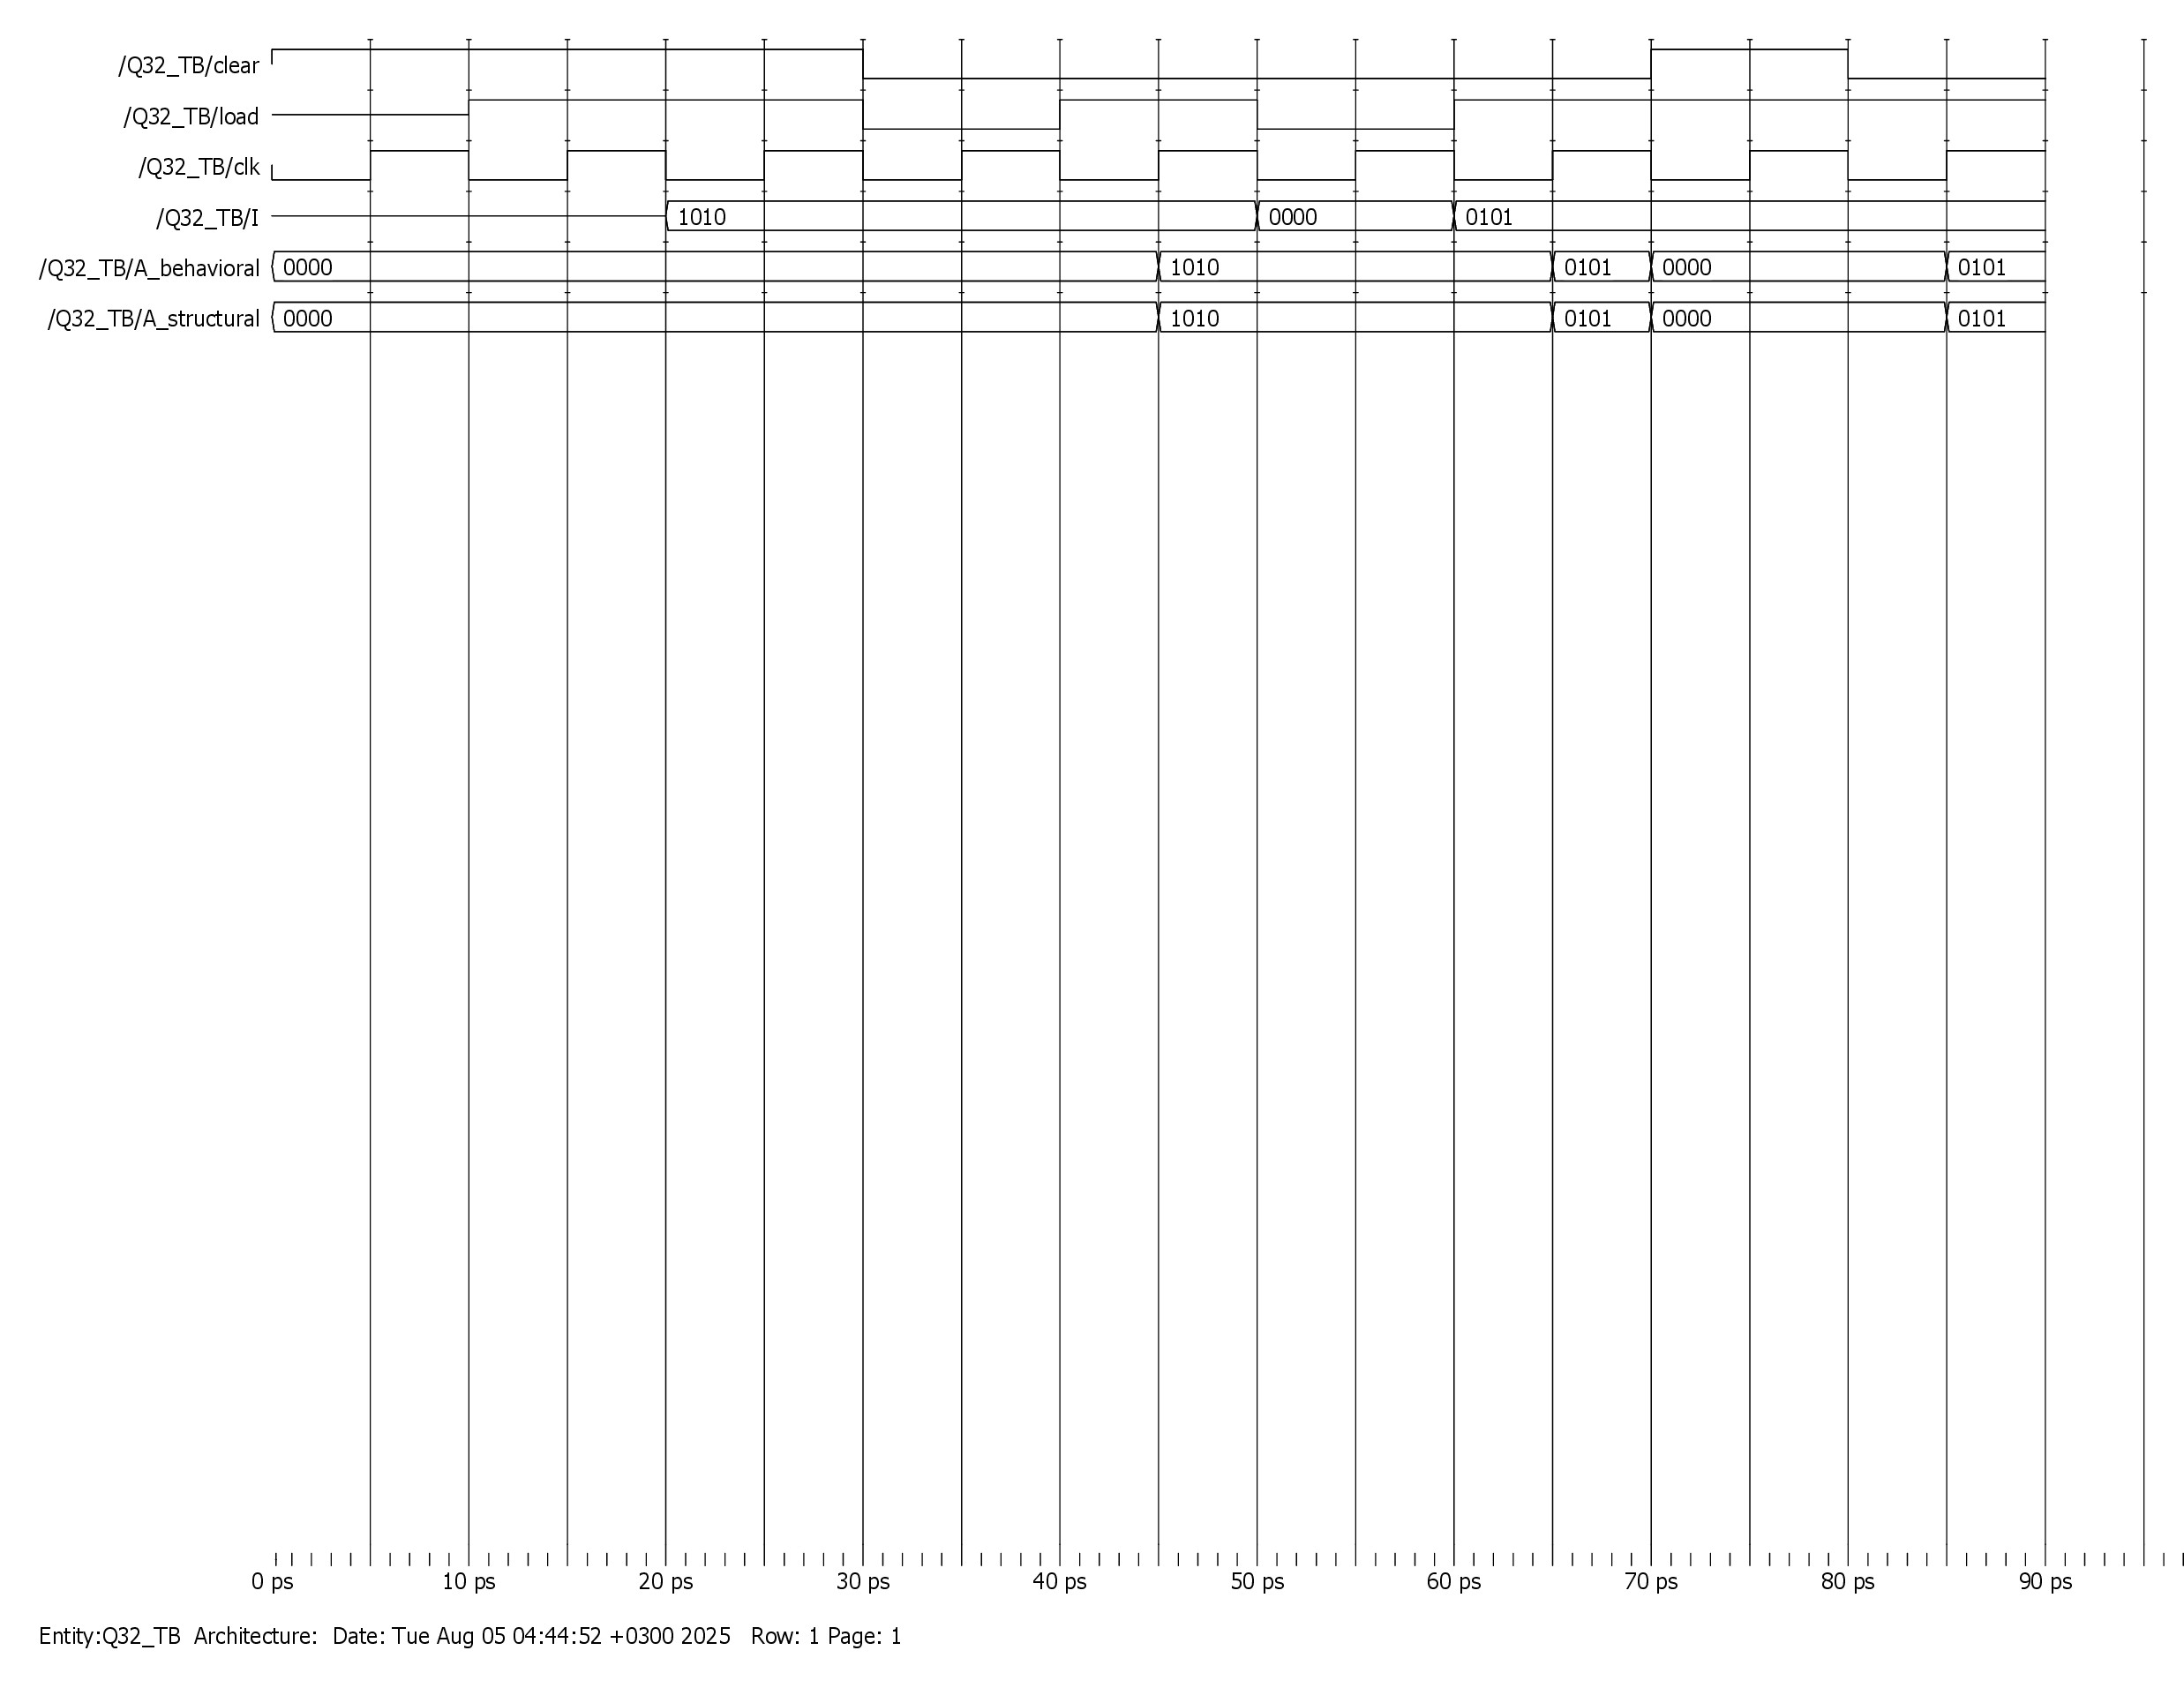 /Q32_TB/clear
/Q32_TB/load
/Q32_TB/clk
/Q32_TB/I 1010 0000 0101
/Q32_TB/A_behavioral 0000 1010 0101 0000 0101
/Q32_TB/A_structural 0000 1010 0101 0000 0101
0 ps 10 ps 20 ps 30 ps 40 ps 50 ps 60 ps 70 ps 80 ps 90 ps
Entity:Q32_TB Architecture: Date: Tue Aug 05 04:44:52 +0300 2025 Row: 1 Page: 1